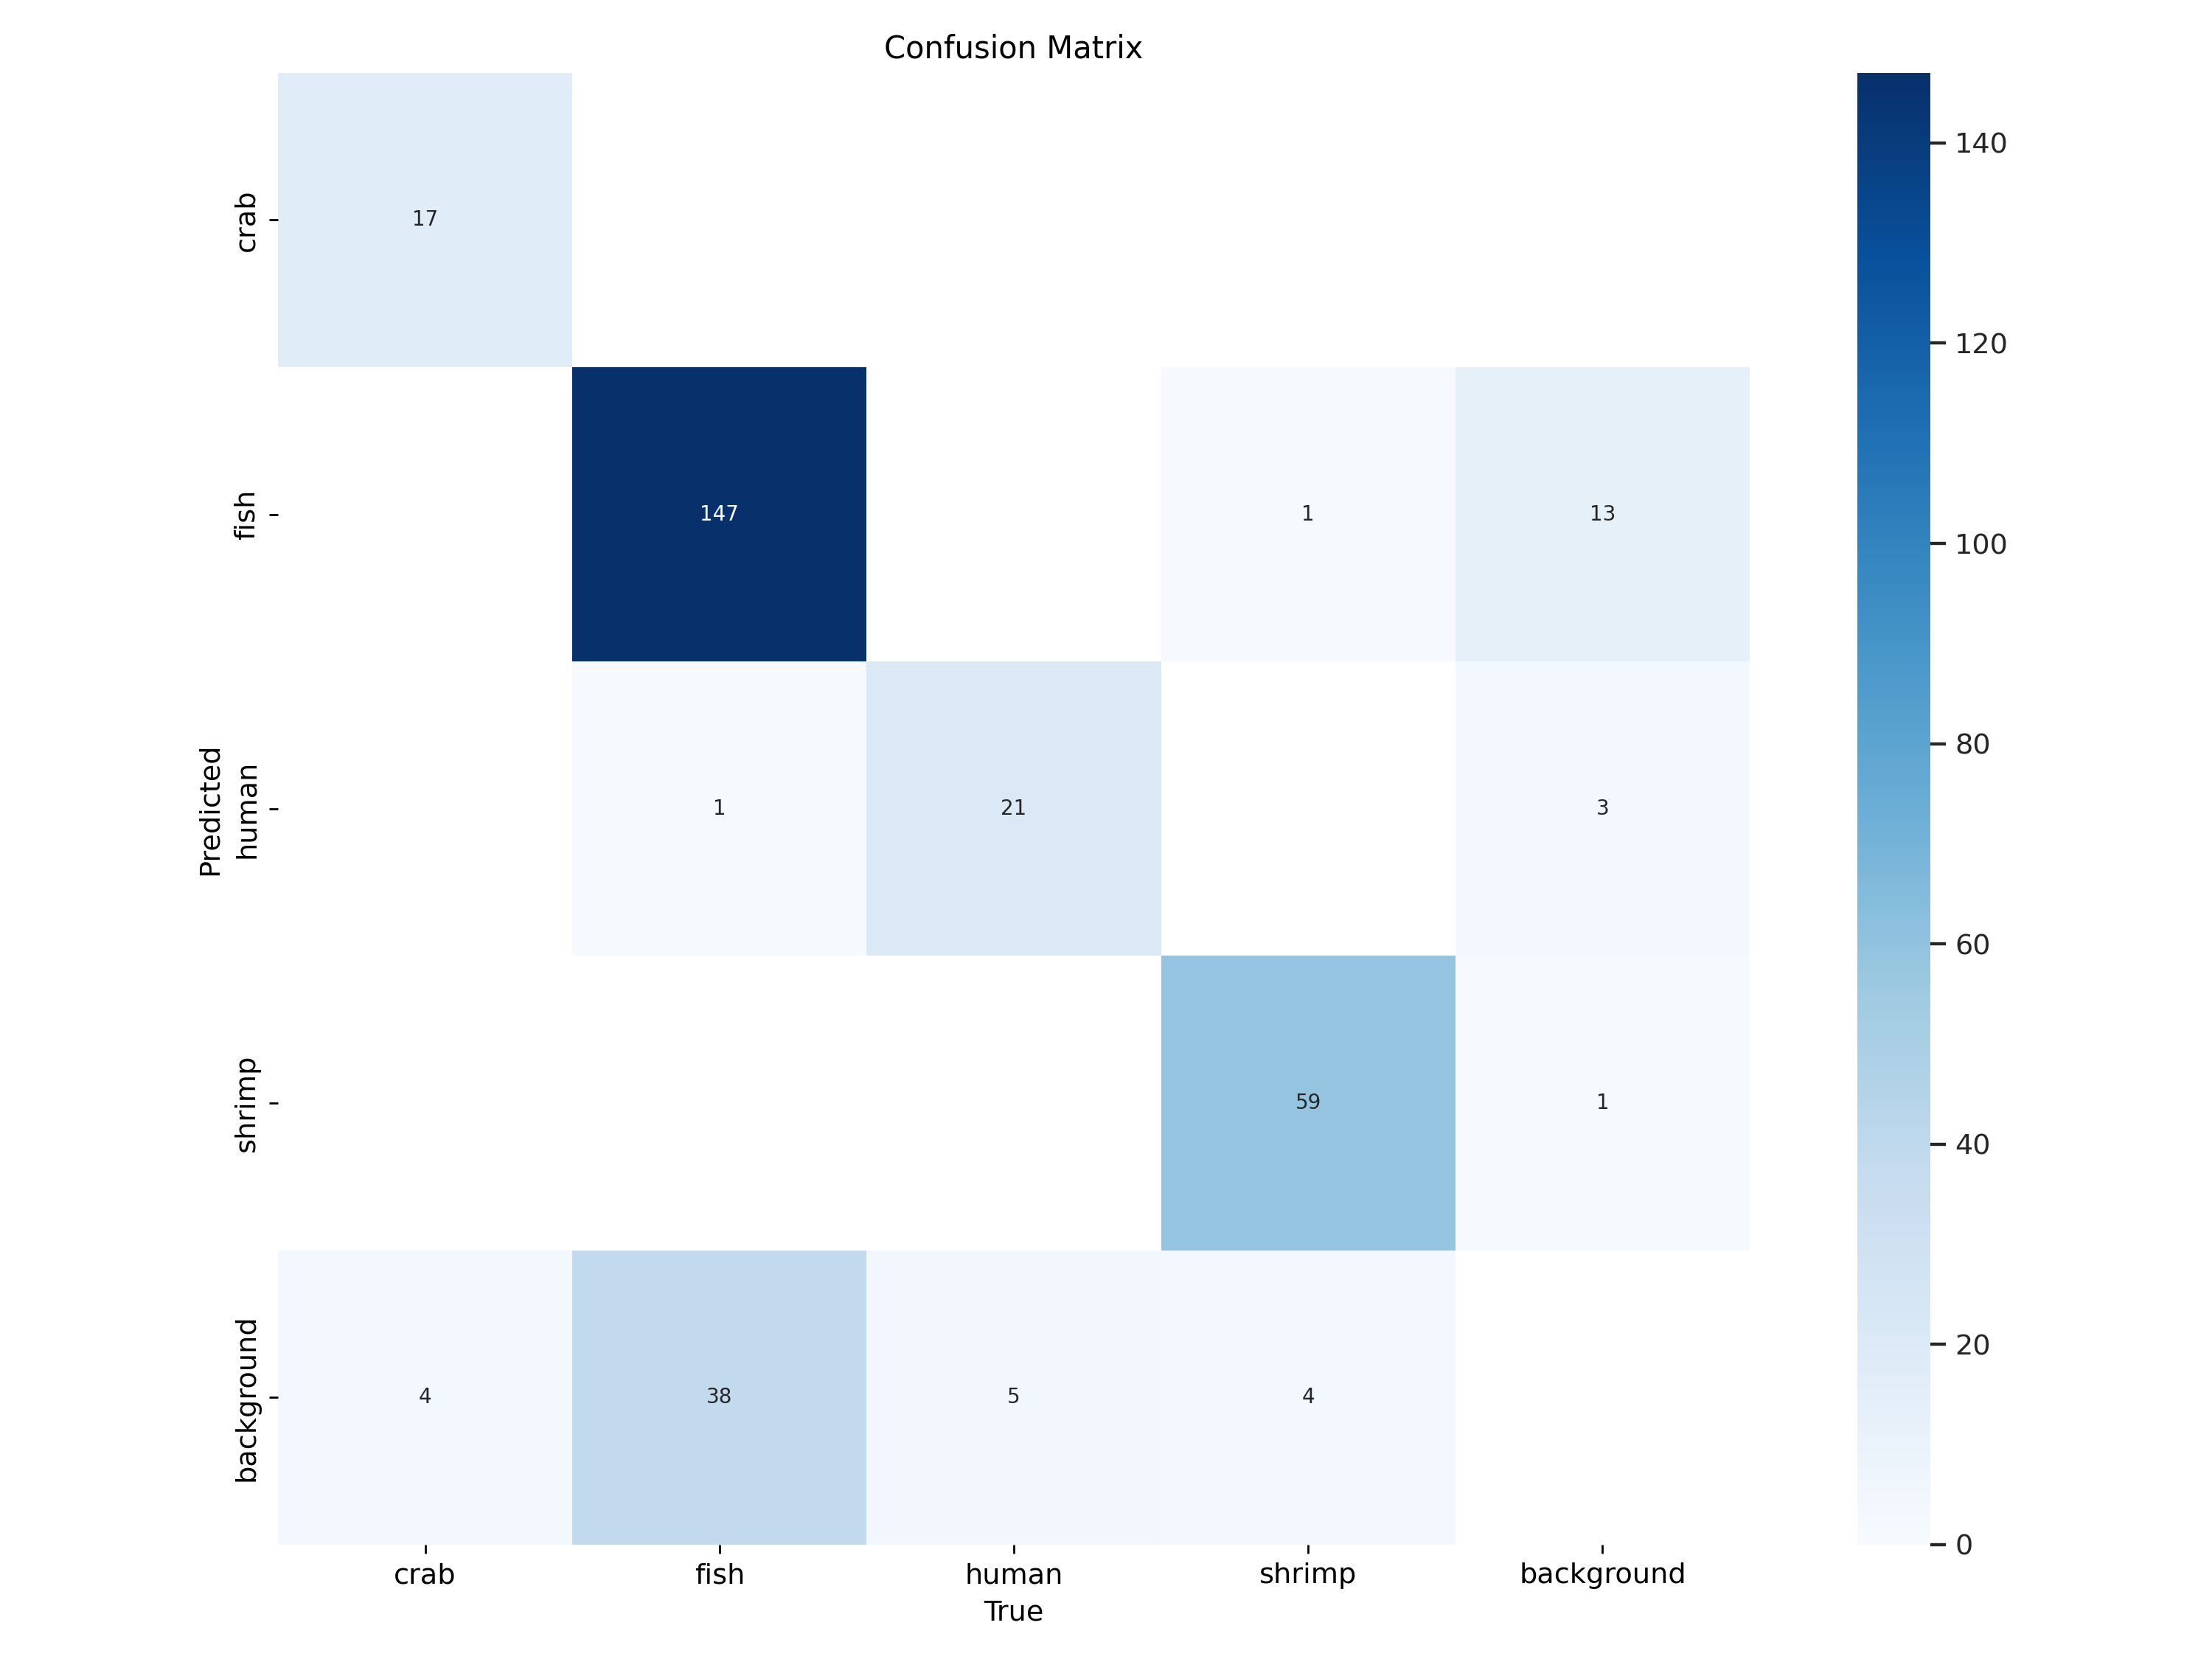 Confusion Matrix
crab
17
fish
147
1
13
Predicted
human
1
21
3
shrimp
59
1
background
4
38
5
4
crab
fish
human
shrimp
background
True
140
120
100
80
60
40
20
0